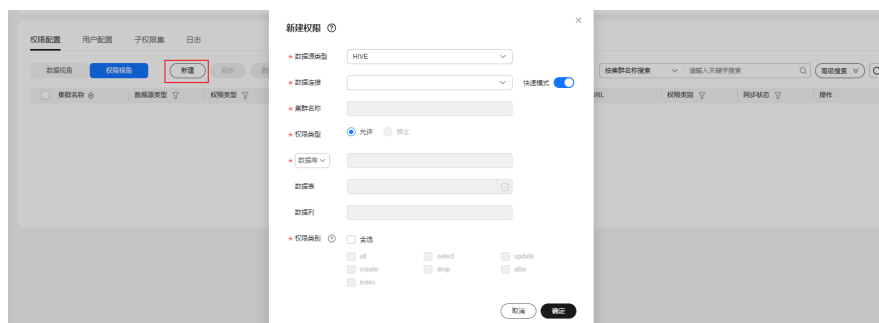 新建权限
权限配置 用户配置 子权限集 日志
* 数据源类型 HIVE
数据视角 权限视角 新建 同步
* 数据连接 快速模式
按集群名称搜索 请输入关键字搜索 高级搜索
集群名称 数据源类型 权限类型
* 集群名称
URL 权限类别 同步状态 操作
* 权限类型 允许 禁止
* 数据库
数据表
数据列
* 权限类别 全选
all select update
create drop alter
index
取消 确定